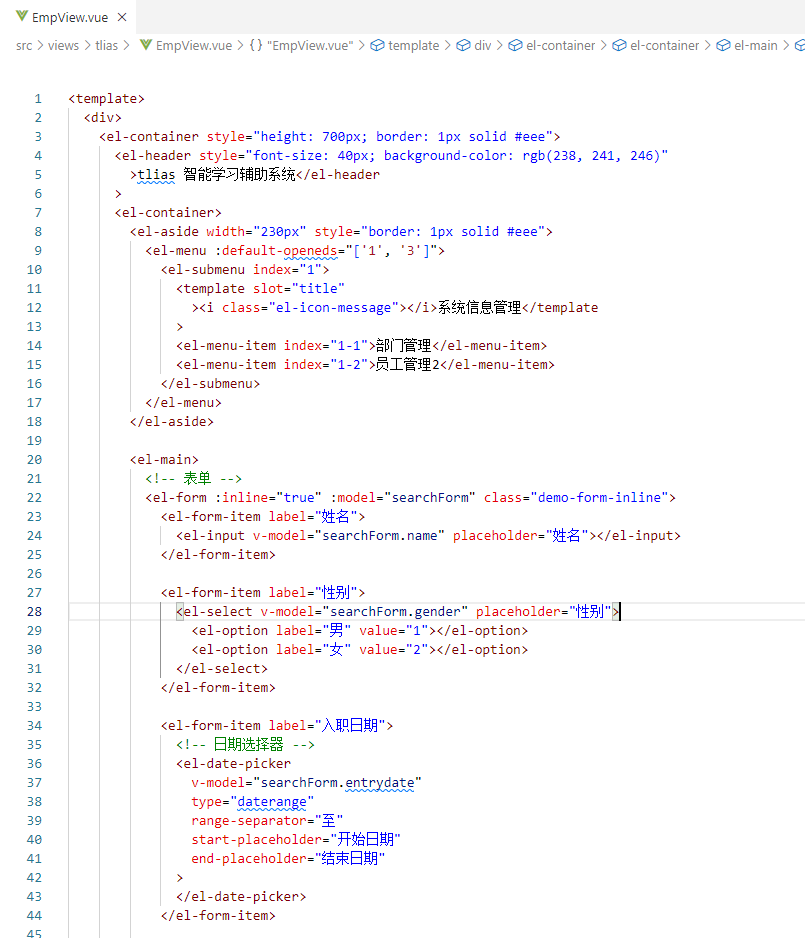 EmpView.vue ×
src > views > tlias > EmpView.vue > {} "EmpView.vue" > template > div > el-container > el-container > el-main >
1 <template>
2 <div>
3 <el-container style="height: 700px; border: 1px solid #eee">
4 <el-header style="font-size: 40px; background-color: rgb(238, 241, 246)"
5 >tlias 智能学习辅助系统</el-header
6 >
7 <el-container>
8 <el-aside width="230px" style="border: 1px solid #eee">
9 <el-menu :default-openeds="['1', '3']">
10 <el-submenu index="1">
11 <template slot="title"
12 ><i class="el-icon-message"></i>系统信息管理</template
13 >
14 <el-menu-item index="1-1">部门管理</el-menu-item>
15 <el-menu-item index="1-2">员工管理2</el-menu-item>
16 </el-submenu>
17 </el-menu>
18 </el-aside>
19
20 <el-main>
21 <!-- 表单 -->
22 <el-form :inline="true" :model="searchForm" class="demo-form-inline">
23 <el-form-item label="姓名">
24 <el-input v-model="searchForm.name" placeholder="姓名"></el-input>
25 </el-form-item>
26
27 <el-form-item label="性别">
28 <el-select v-model="searchForm.gender" placeholder="性别">
29 <el-option label="男" value="1"></el-option>
30 <el-option label="女" value="2"></el-option>
31 </el-select>
32 </el-form-item>
33
34 <el-form-item label="入职日期">
35 <!-- 日期选择器 -->
36 <el-date-picker
37 v-model="searchForm.entrydate"
38 type="daterange"
39 range-separator="至"
40 start-placeholder="开始日期"
41 end-placeholder="结束日期"
42 >
43 </el-date-picker>
44 </el-form-item>
45